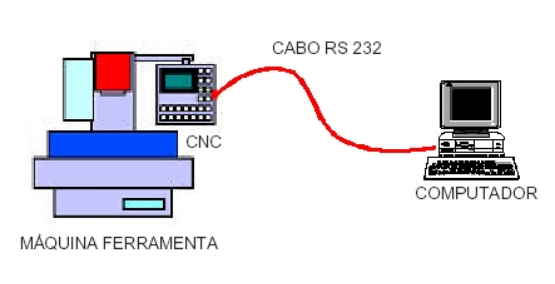 CABO RS 232
CNC
COMPUTADOR
MÁQUINA FERRAMENTA